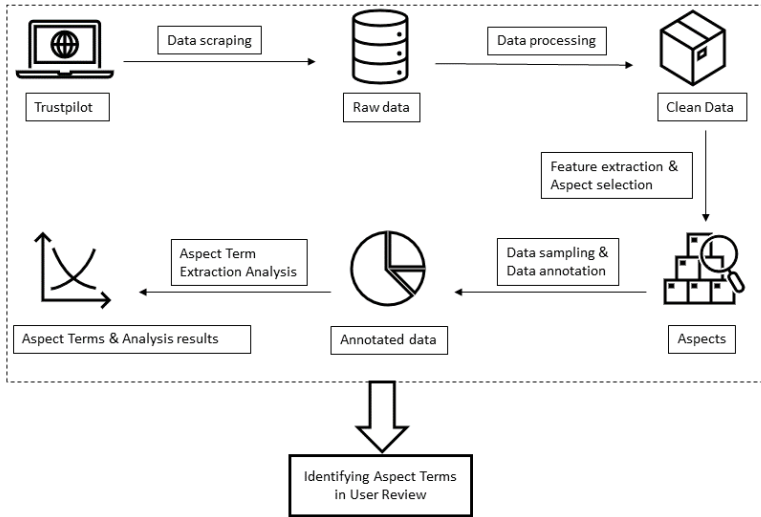 Data scraping
Data processing
Trustpilot
Raw data
Clean Data
Feature extraction &
Aspect selection
Aspect Term
Extraction Analysis
Data sampling &
Data annotation
Aspect Terms & Analysis results
Annotated data
Aspects
Identifying Aspect Terms
in User Review